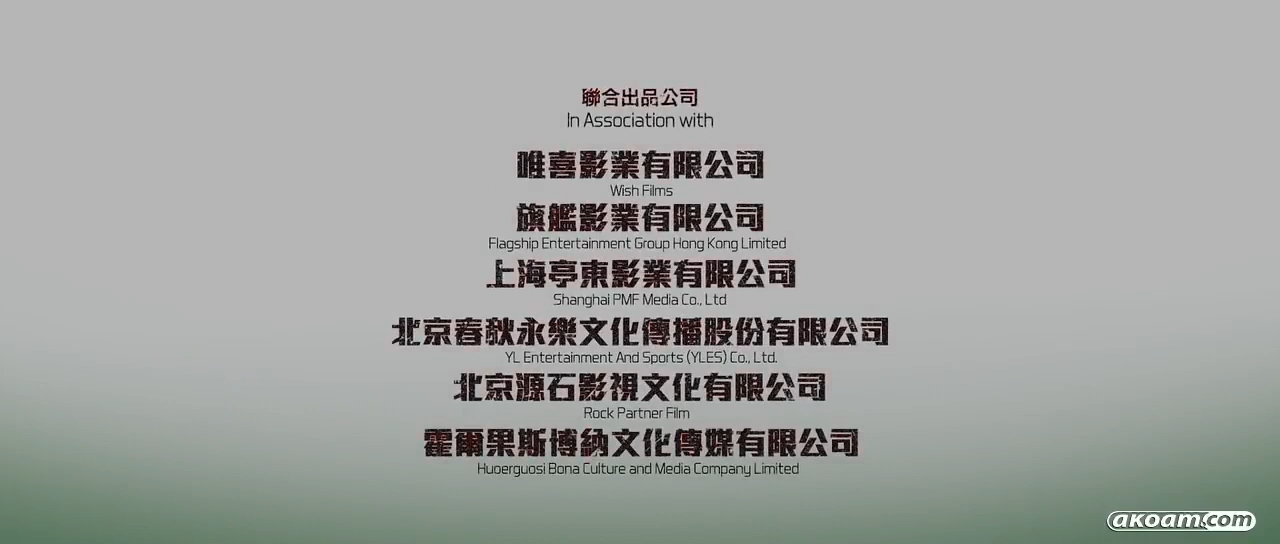 聯合出品公司
In Association with
唯喜影業有限公司
Wish Films
旗艦影業有限公司
Flagship Entertainment Group Hong Kong Limited
上海亭東影業有限公司
Shanghai PMF Media Co., Ltd
北京春秋永樂文化傳播股份有限公司
YL Entertainment And Sports (YLES) Co., Ltd.
北京源石影視文化有限公司
Rock Partner Film
霍爾果斯博納文化傳媒有限公司
Huoerguosi Bona Culture and Media Company Limited
akoam.com